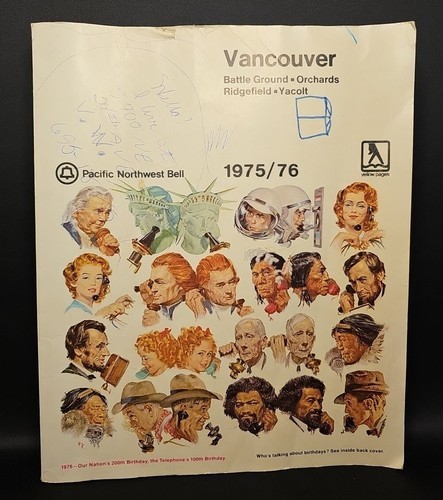 Vancouver
Battle Ground ▪ Orchards
Ridgefield ▪ Yacolt
yellow pages
Pacific Northwest Bell
1975/76
1976 - Our Nation's 200th Birthday, the Telephone's 100th Birthday
Who's talking about birthdays? See inside back cover.